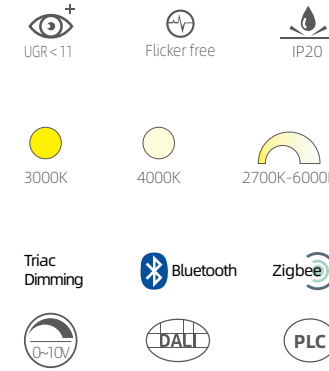 UGR<11 Flicker free IP20
3000K 4000K 2700K-6000K
Triac Dimming Bluetooth Zigbee
0~10V DALI PLC